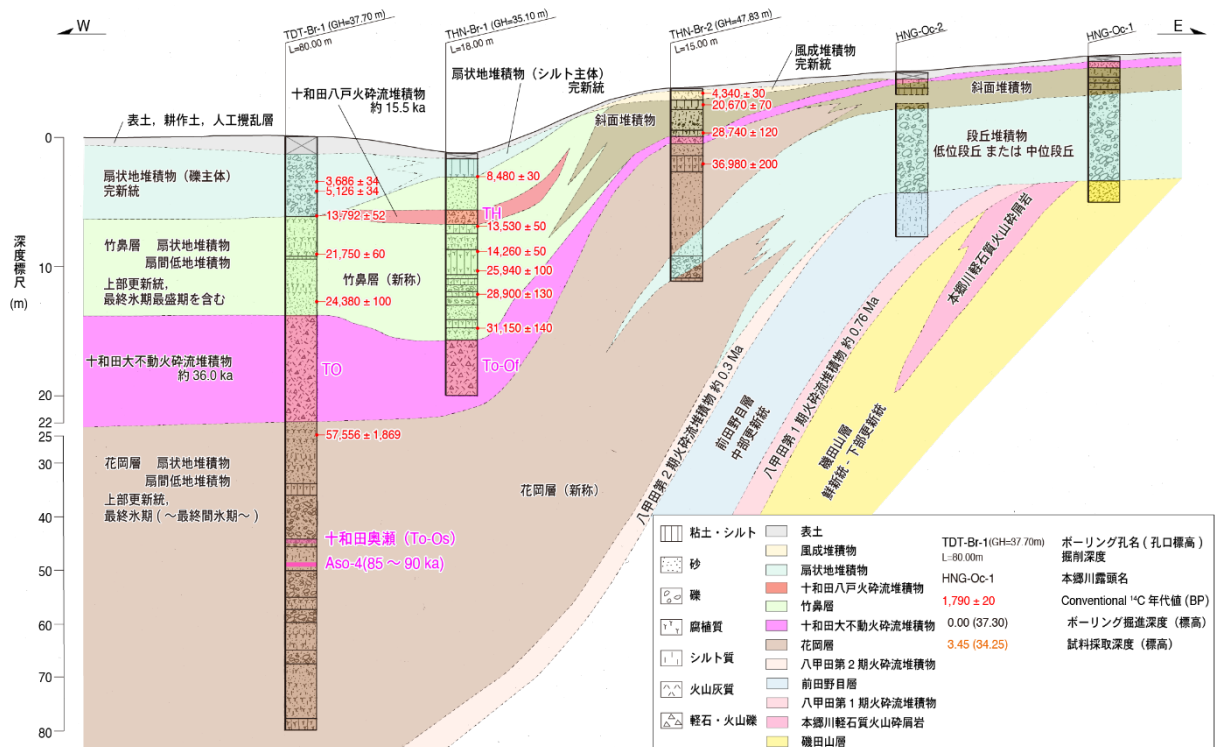 W
E
TDT-Br-1 (GH=37.70 m)
L=80.00 m
THN-Br-1 (GH=35.10 m)
L=18.00 m
THN-Br-2 (GH=47.83 m)
L=15.00 m
HNG-Oc-2
HNG-Oc-1
扇状地堆積物(シルト主体)
完新統
十和田八戸火砕流堆積物
約 15.5 ka
風成堆積物
完新統
表土,耕作土,人工攪乱層
斜面堆積物
斜面堆積物
段丘堆積物
低位段丘 または 中位段丘
扇状地堆積物(礫主体)
完新統
3,686 ± 34
5,126 ± 34
13,792 ± 52
21,750 ± 60
24,380 ± 100
57,556 ± 1,869
8,480 ± 30
TH
13,530 ± 50
14,260 ± 50
25,940 ± 100
28,900 ± 130
31,150 ± 140
4,340 ± 30
20,670 ± 70
28,740 ± 120
36,980 ± 200
竹鼻層 扇状地堆積物
扇間低地堆積物
上部更新統,
最終氷期最盛期を含む
竹鼻層(新称)
十和田大不動火砕流堆積物
約 36.0 ka
TO
To-Of
花岡層 扇状地堆積物
扇間低地堆積物
上部更新統,
最終氷期 ( 〜最終間氷期〜 )
花岡層(新称)
十和田奥瀬(To-Os)
Aso-4(85 〜 90 ka)
八甲田第 2 期火砕流堆積物 約 0.3 Ma
前田野目層
中部更新統
八甲田第 1 期火砕流堆積物 約 0.76 Ma
本郷川軽石質火山砕屑岩
磯田山層
鮮新統 - 下部更新統
深度標尺
(m)
0
10
20
22
25
30
40
50
60
70
80
粘土・シルト
砂
礫
腐植質
シルト質
火山灰質
軽石・火山礫
表土
風成堆積物
扇状地堆積物
十和田八戸火砕流堆積物
竹鼻層
十和田大不動火砕流堆積物
花岡層
八甲田第 2 期火砕流堆積物
前田野目層
八甲田第 1 期火砕流堆積物
本郷川軽石質火山砕屑岩
磯田山層
TDT-Br-1(GH=37 70m) ボーリング孔名 ( 孔口標高 )
L=80.00m 掘削深度
HNG-Oc-1 本郷川露頭名
1,790 ± 20 Conventional ¹⁴C 年代値 (BP)
0.00 (37.30) ボーリング掘進深度(標高)
3.45 (34.25) 試料採取深度(標高)